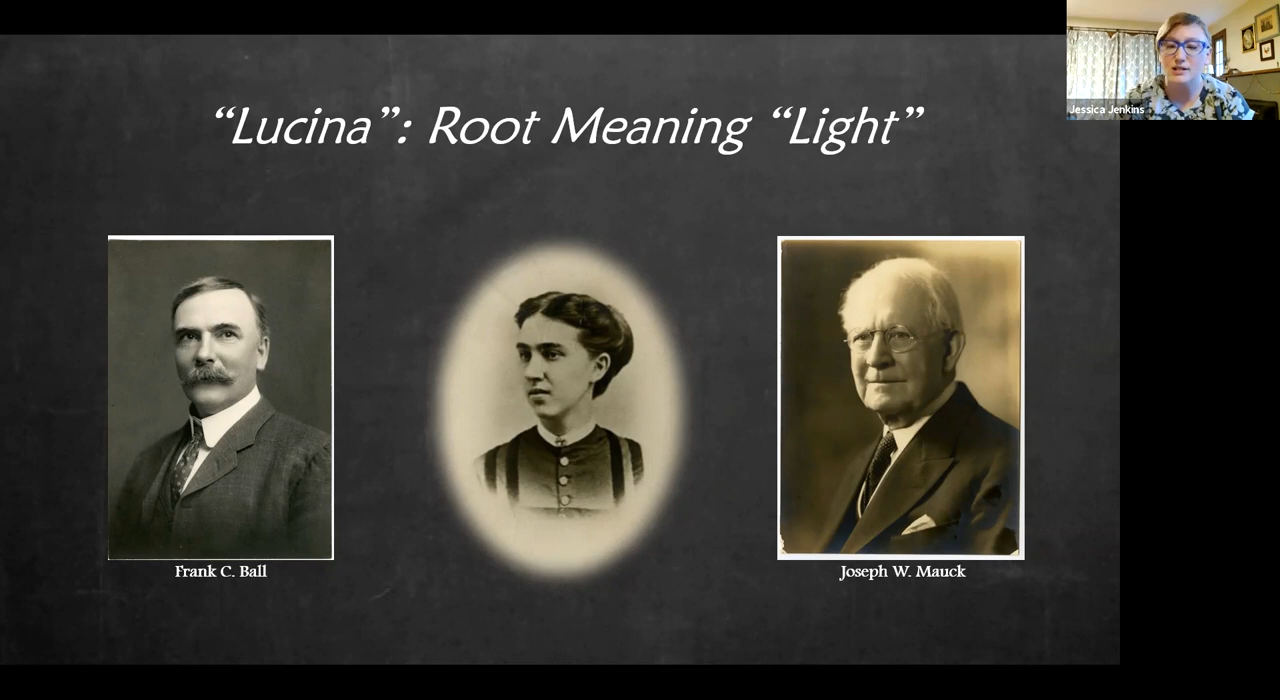 “Lucina”: Root Meaning “Light”
Jessica Jenkins
Frank C. Ball
Joseph W. Mauck